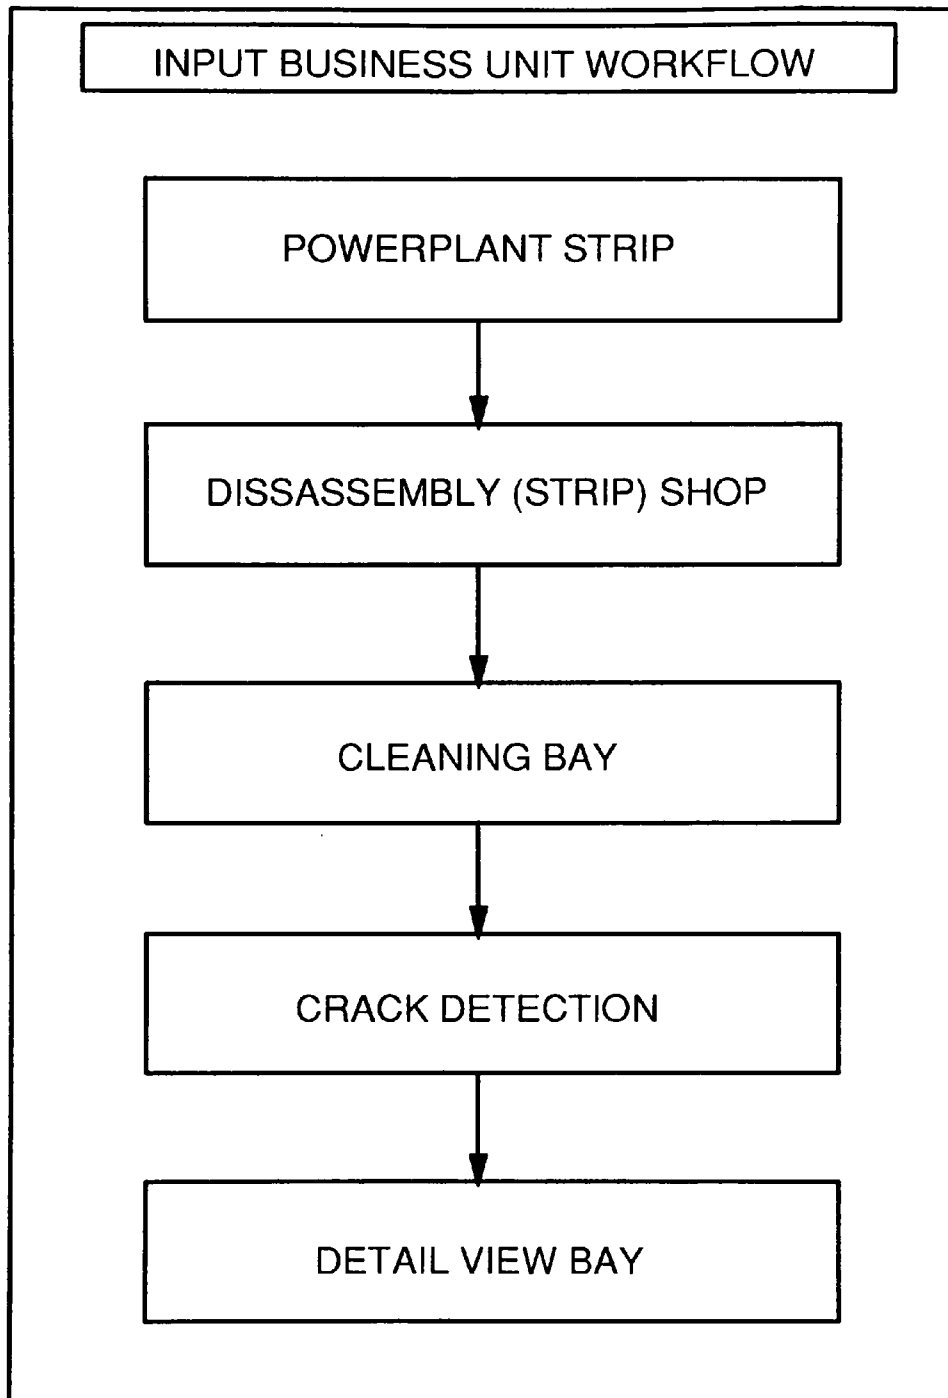 INPUT BUSINESS UNIT WORKFLOW
POWERPLANT STRIP
DISSASSEMBLY (STRIP) SHOP
CLEANING BAY
CRACK DETECTION
DETAIL VIEW BAY